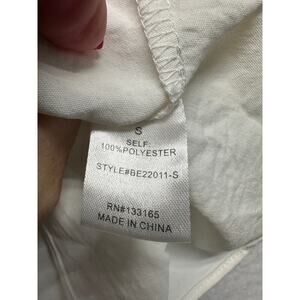 S
SELF:
100%POLYESTER
STYLE#BE22011-S
RN#133165
MADE IN CHINA